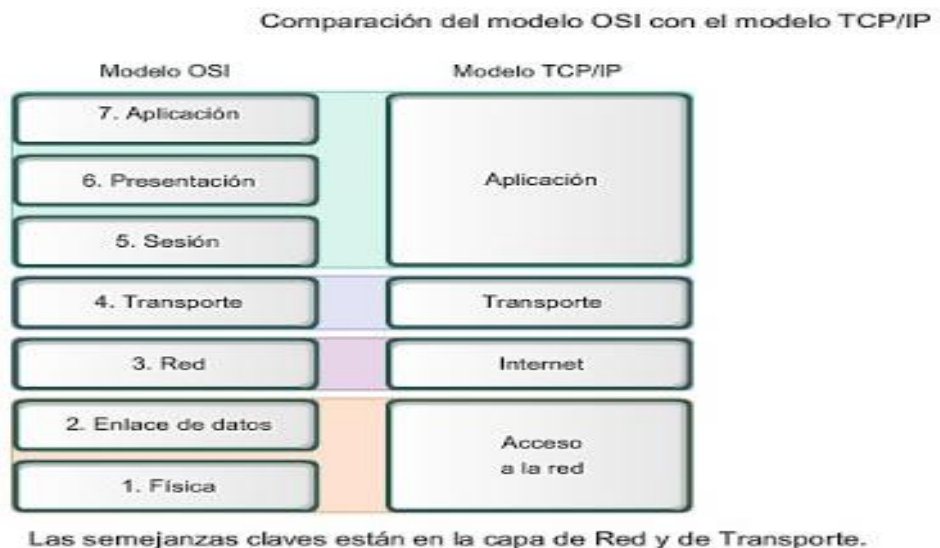 Comparación del modelo OSI con el modelo TCP/IP
Modelo OSI
Modelo TCP/IP
7. Aplicación
6. Presentación
5. Sesión
Aplicación
4. Transporte
Transporte
3. Red
Internet
2. Enlace de datos
1. Física
Acceso
a la red
Las semejanzas claves están en la capa de Red y de Transporte.